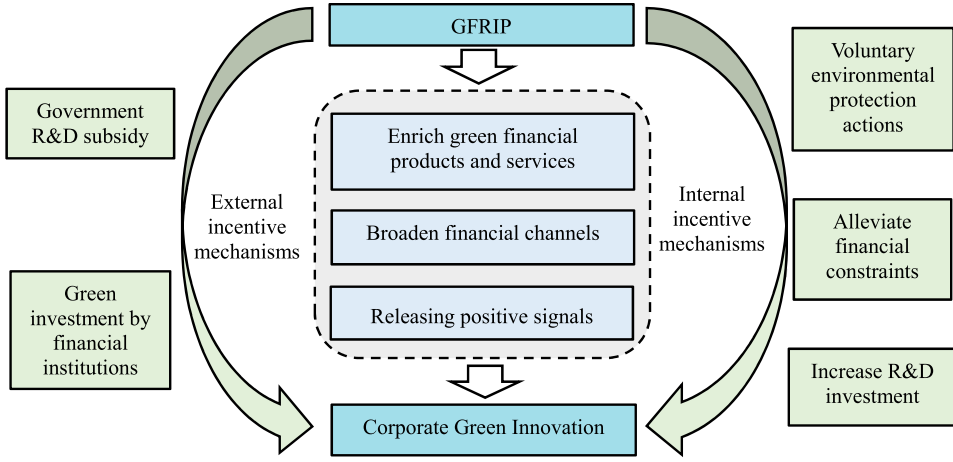 GFRIP
Government
R&D subsidy
Green
investment by
financial
institutions
External
incentive
mechanisms
Enrich green financial
products and services
Broaden financial channels
Releasing positive signals
Internal
incentive
mechanisms
Voluntary
environmental
protection
actions
Alleviate
financial
constraints
Increase R&D
investment
Corporate Green Innovation